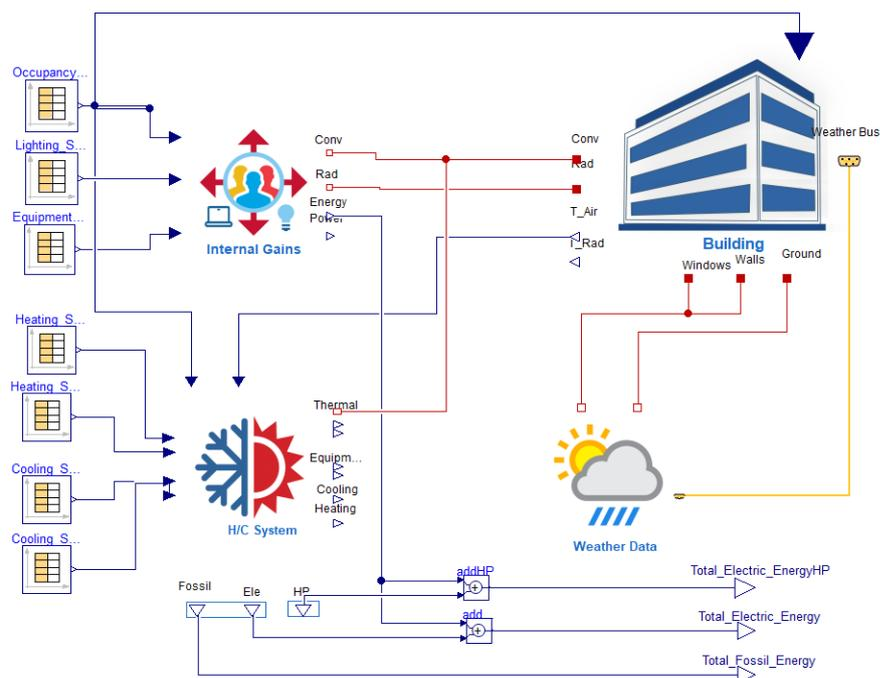 Occupancy...
Lighting_S...
Equipment...
Conv
Rad
Energy
Power
Internal Gains
Conv
Rad
T_Air
T_Rad
Weather Bus
Building
Windows
Walls
Ground
Heating_S...
Heating_S...
Cooling_S...
Cooling_S...
Thermal
Equipm...
Cooling
Heating
H/C System
Weather Data
Fossil
Ele
HP
addHP
add
Total_Electric_EnergyHP
Total_Electric_Energy
Total_Fossil_Energy